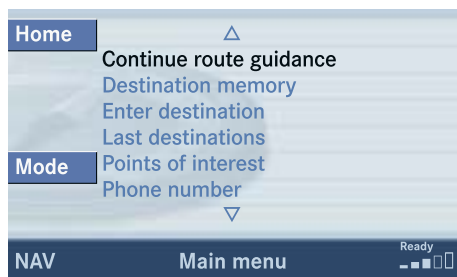 Home
Continue route guidance
Destination memory
Enter destination
Last destinations
Mode
Points of interest
Phone number
NAV
Main menu
Ready